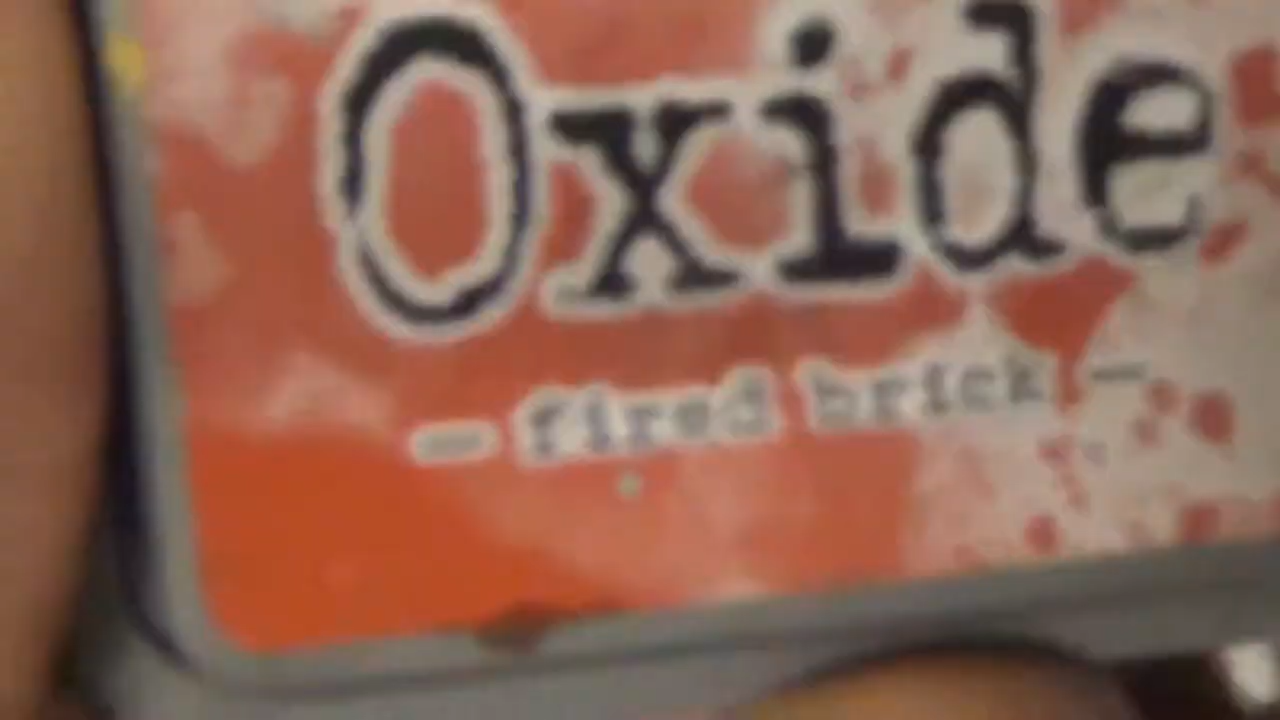 Oxide
— fired brick —